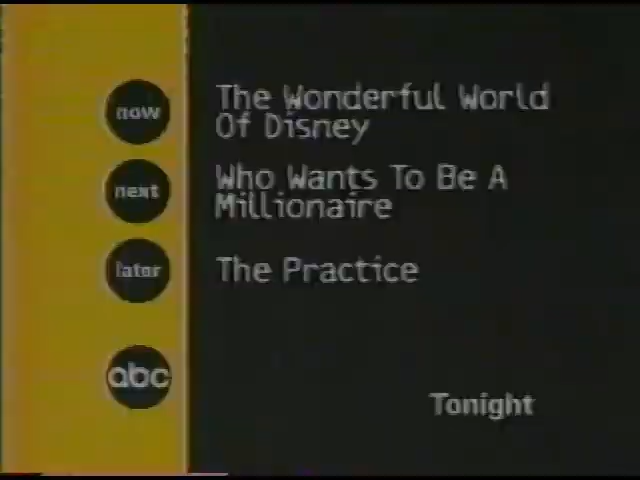 now
The Wonderful World
Of Disney
next
Who Wants To Be A
Millionaire
later
The Practice
abc
Tonight